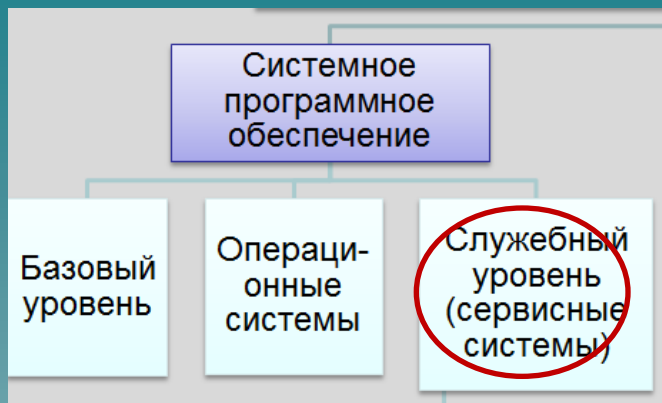 Системное
программное
обеспечение
Базовый
уровень
Операци-
онные
системы
Служебный
уровень
(сервисные
системы)